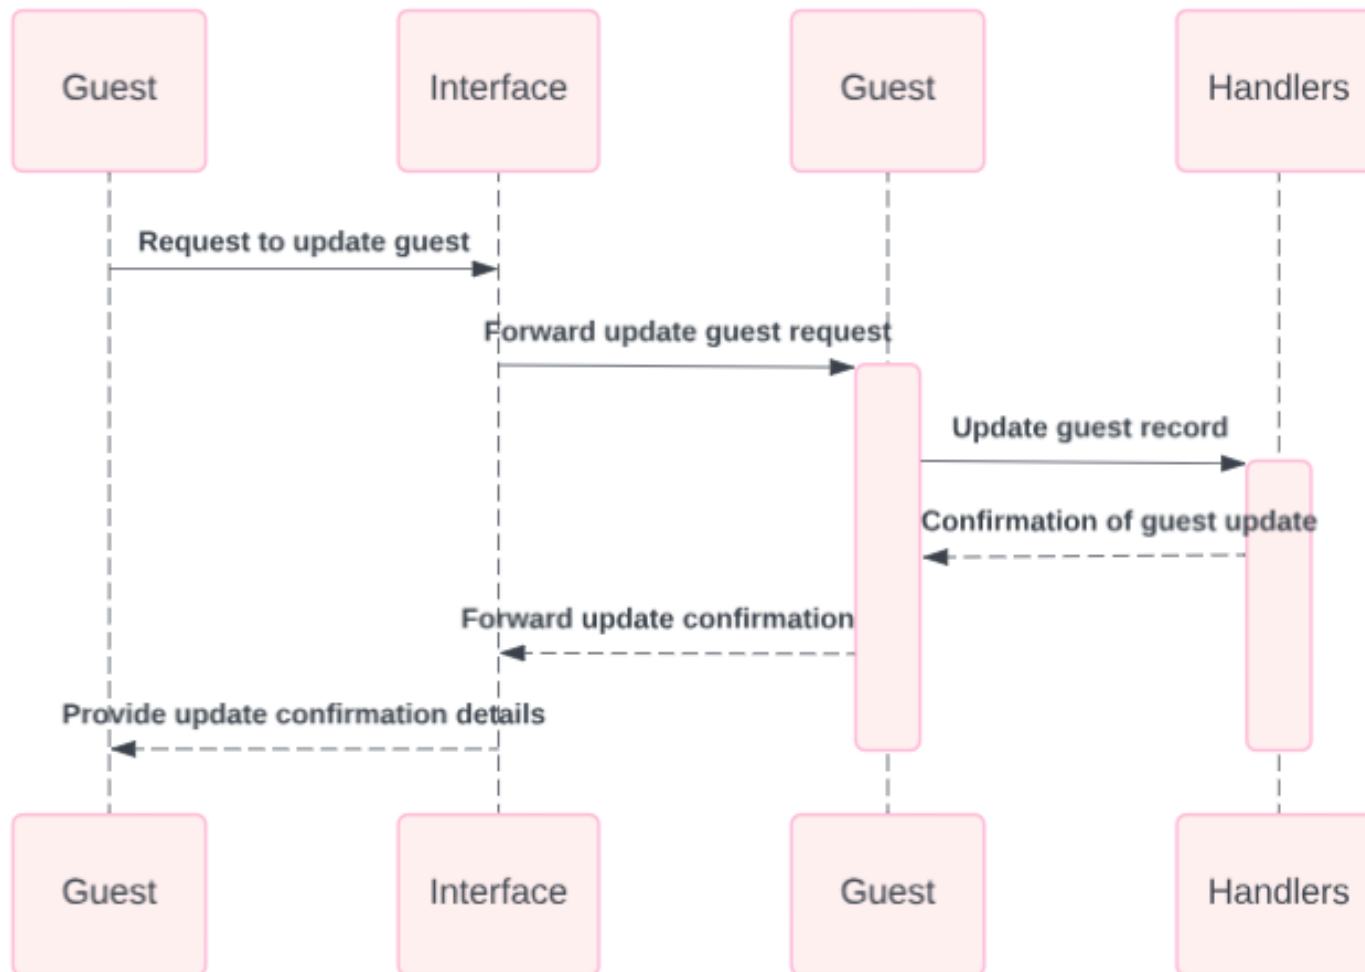 Guest
Interface
Guest
Handlers
Request to update guest
Forward update guest request
Update guest record
Confirmation of guest update
Forward update confirmation
Provide update confirmation details
Guest
Interface
Guest
Handlers